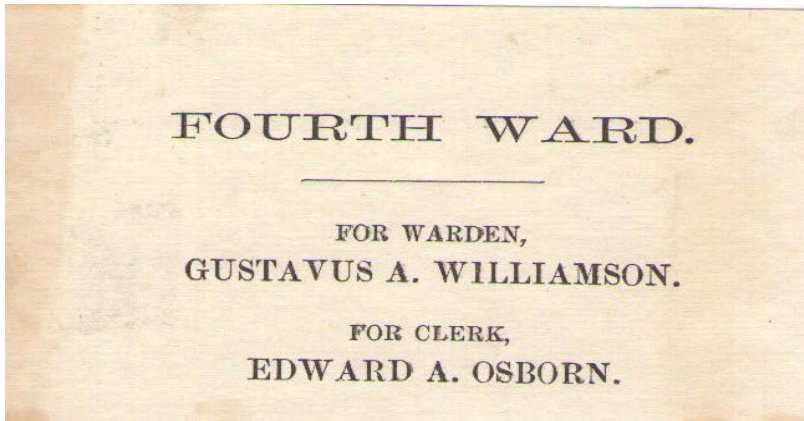 FOURTH WARD.
FOR WARDEN,
GUSTAVUS A. WILLIAMSON.
FOR CLERK,
EDWARD A. OSBORN.